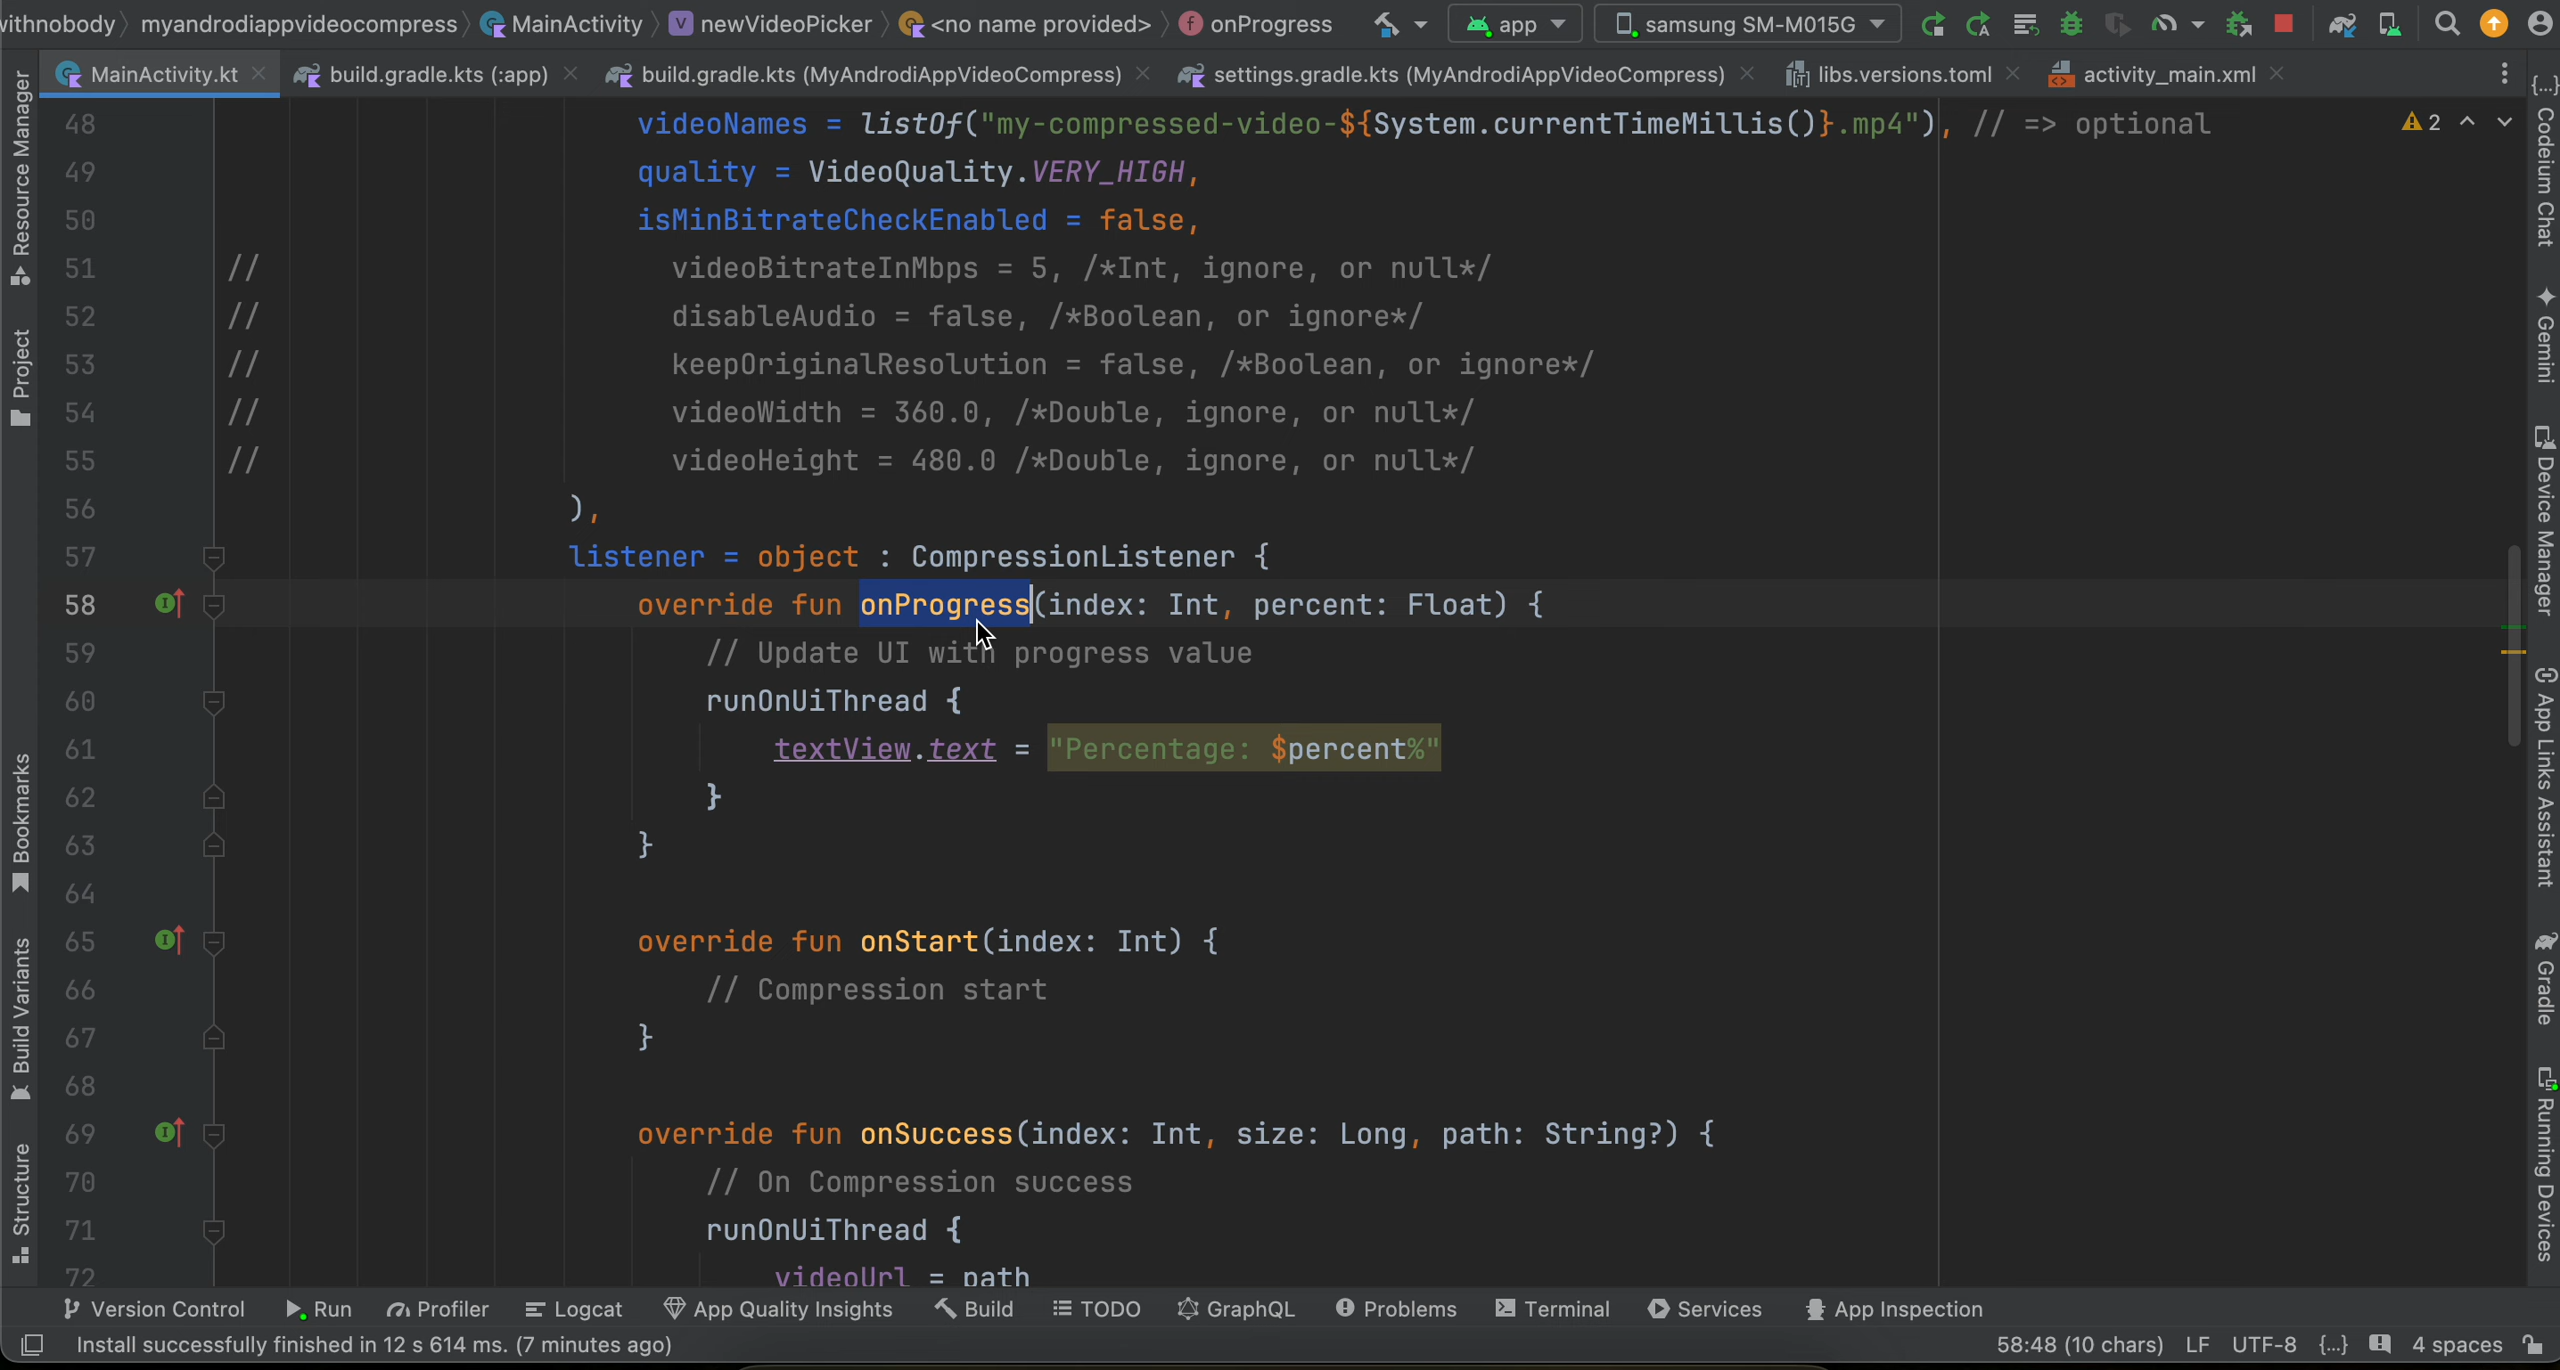 vithnobody myandrodiappvideocompress MainActivity newVideoPicker <no name provided> onProgress app samsung SM-M015G
MainActivity.kt build.gradle.kts (:app) build.gradle.kts (MyAndrodiAppVideoCompress) settings.gradle.kts (MyAndrodiAppVideoCompress) libs.versions.toml activity_main.xml
48 videoNames = listOf("my-compressed-video-${System.currentTimeMillis()}.mp4"), // => optional
2
49 quality = VideoQuality.VERY_HIGH,
50 isMinBitrateCheckEnabled = false,
51 // videoBitrateInMbps = 5, /*Int, ignore, or null*/
52 // disableAudio = false, /*Boolean, or ignore*/
53 // keepOriginalResolution = false, /*Boolean, or ignore*/
54 // videoWidth = 360.0, /*Double, ignore, or null*/
55 // videoHeight = 480.0 /*Double, ignore, or null*/
56 ),
57 listener = object : CompressionListener {
58 override fun onProgress(index: Int, percent: Float) {
59 // Update UI with progress value
60 runOnUiThread {
61 textView.text = "Percentage: $percent%"
62 }
63 }
64
65 override fun onStart(index: Int) {
66 // Compression start
67 }
68
69 override fun onSuccess(index: Int, size: Long, path: String?) {
70 // On Compression success
71 runOnUiThread {
72 videoUrl = path
Resource Manager
Project
Bookmarks
Build Variants
Structure
{...} Codeium Chat
Gemini
Device Manager
App Links Assistant
Gradle
Running Devices
Version Control Run Profiler Logcat App Quality Insights Build TODO GraphQL Problems Terminal Services App Inspection
Install successfully finished in 12 s 614 ms. (7 minutes ago) 58:48 (10 chars) LF UTF-8 {...} 4 spaces